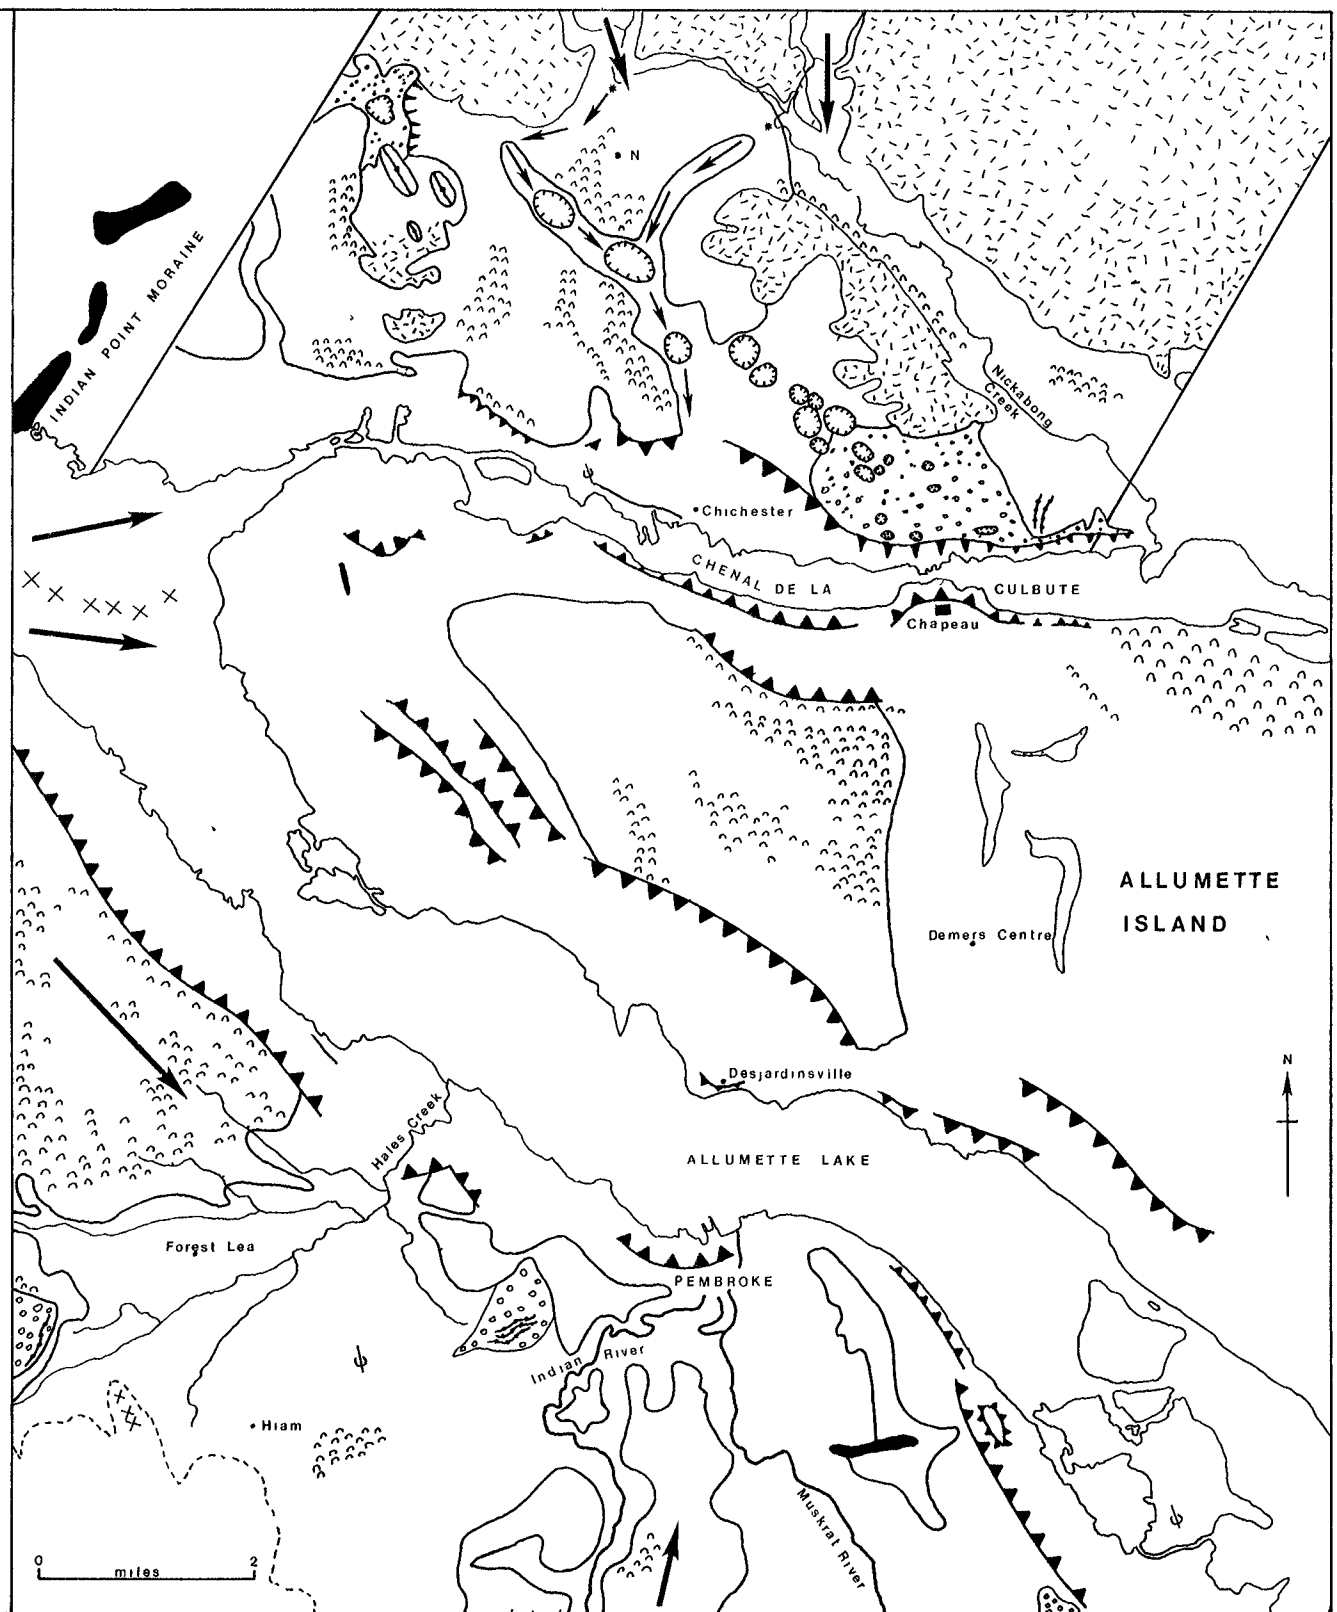 N
INDIAN POINT MORAINE
Nickabong
Creek
Chichester
CHENAL DE LA CULBUTE
Chapeau
ALLUMETTE
ISLAND
Demers Centre
N
Desjardinsville
Hales Creek
ALLUMETTE LAKE
Forest Lea
PEMBROKE
Indian River
Hiam
Muskrat River
0 2
miles